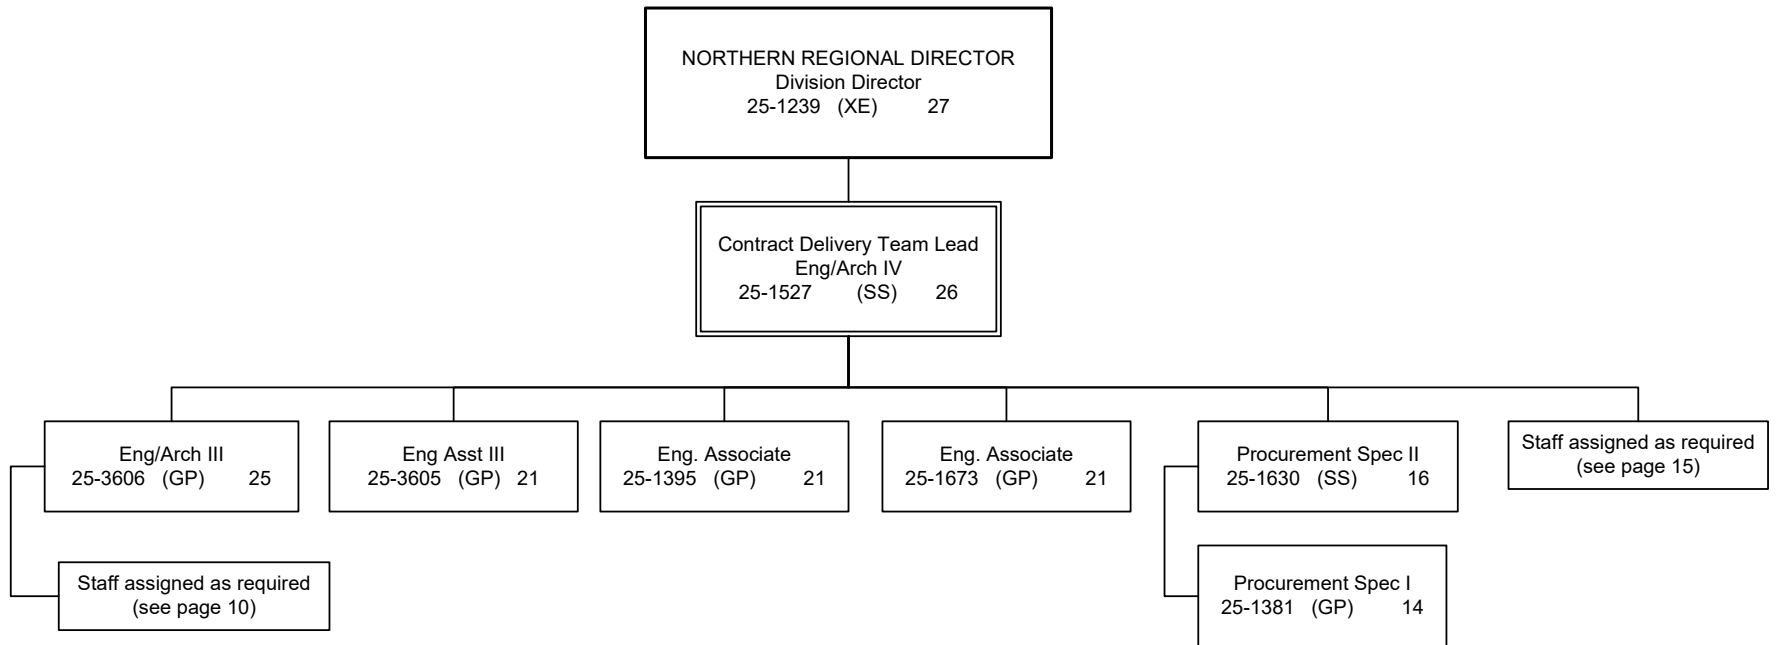 NORTHERN REGIONAL DIRECTOR
Division Director
25-1239 (XE) 27
Contract Delivery Team Lead
Eng/Arch IV
25-1527 (SS) 26
Eng/Arch III
25-3606 (GP) 25
Eng Asst III
25-3605 (GP) 21
Eng. Associate
25-1395 (GP) 21
Eng. Associate
25-1673 (GP) 21
Procurement Spec II
25-1630 (SS) 16
Staff assigned as required
(see page 15)
Staff assigned as required
(see page 10)
Procurement Spec I
25-1381 (GP) 14